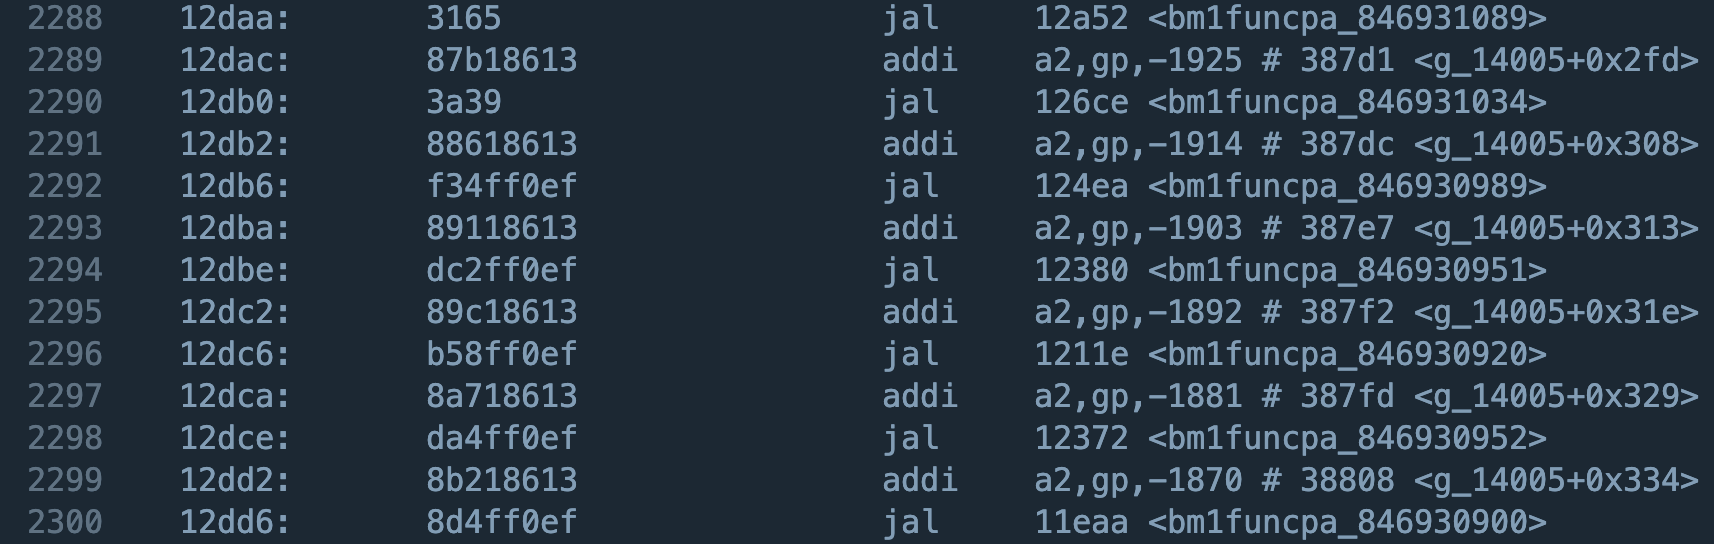 2288 12daa: 3165 jal 12a52 <bm1funcpa_846931089>
2289 12dac: 87b18613 addi a2,gp,-1925 # 387d1 <g_14005+0x2fd>
2290 12db0: 3a39 jal 126ce <bm1funcpa_846931034>
2291 12db2: 88618613 addi a2,gp,-1914 # 387dc <g_14005+0x308>
2292 12db6: f34ff0ef jal 124ea <bm1funcpa_846930989>
2293 12dba: 89118613 addi a2,gp,-1903 # 387e7 <g_14005+0x313>
2294 12dbe: dc2ff0ef jal 12380 <bm1funcpa_846930951>
2295 12dc2: 89c18613 addi a2,gp,-1892 # 387f2 <g_14005+0x31e>
2296 12dc6: b58ff0ef jal 1211e <bm1funcpa_846930920>
2297 12dca: 8a718613 addi a2,gp,-1881 # 387fd <g_14005+0x329>
2298 12dce: da4ff0ef jal 12372 <bm1funcpa_846930952>
2299 12dd2: 8b218613 addi a2,gp,-1870 # 38808 <g_14005+0x334>
2300 12dd6: 8d4ff0ef jal 11eaa <bm1funcpa_846930900>